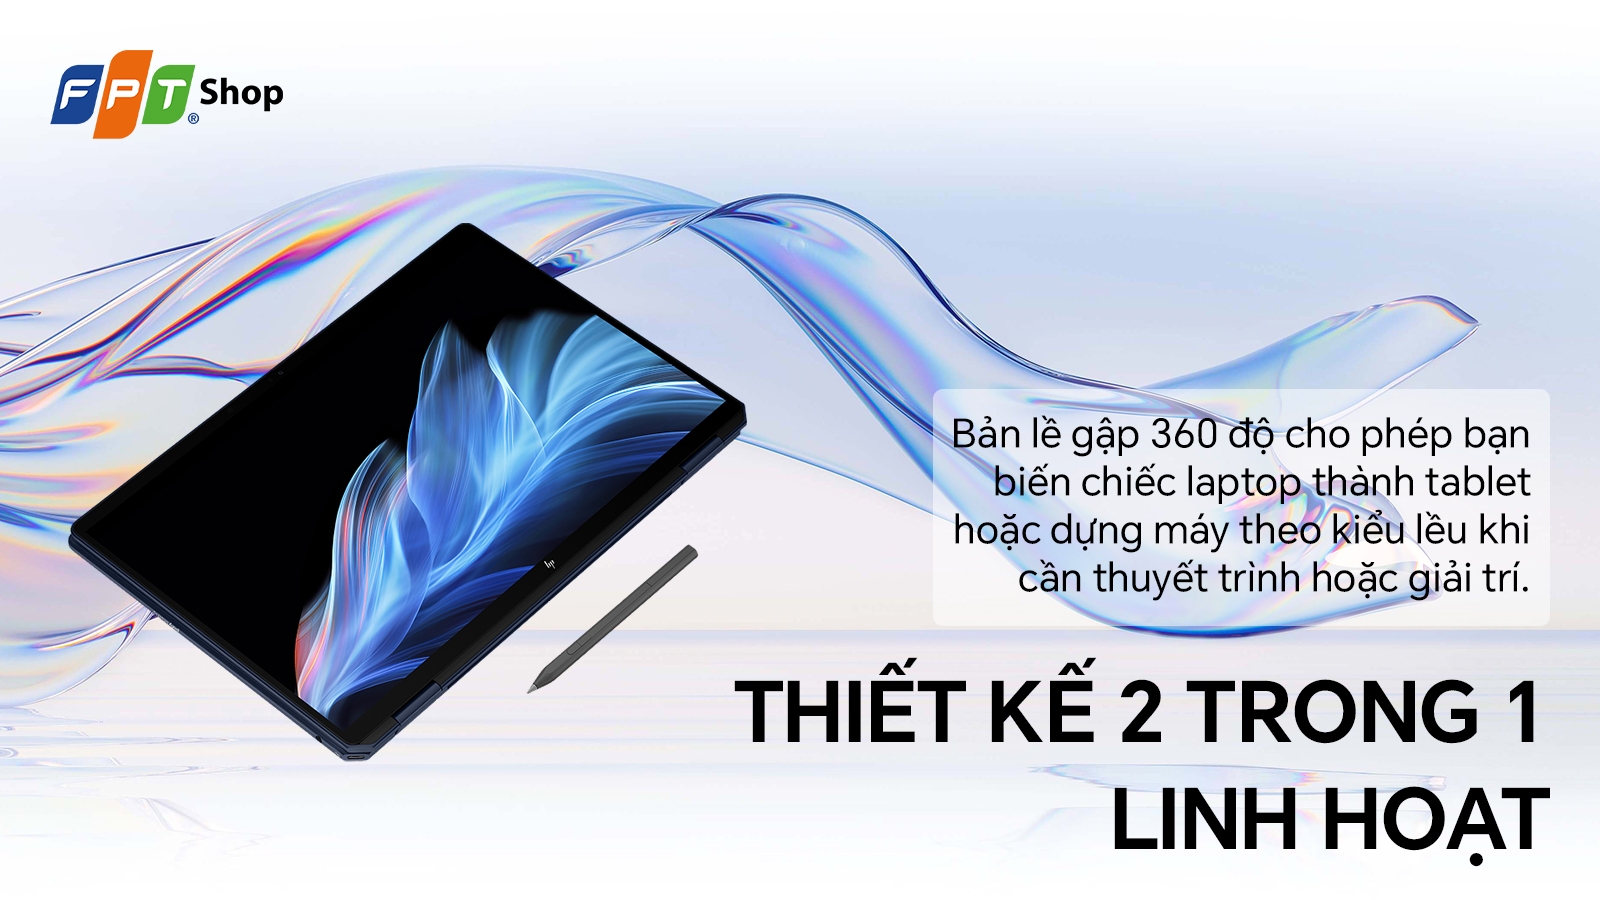 FPT® Shop
Bản lề gập 360 độ cho phép bạn
biến chiếc laptop thành tablet
hoặc dựng máy theo kiểu lều khi
cần thuyết trình hoặc giải trí.
hp
THIẾT KẾ 2 TRONG 1
LINH HOẠT